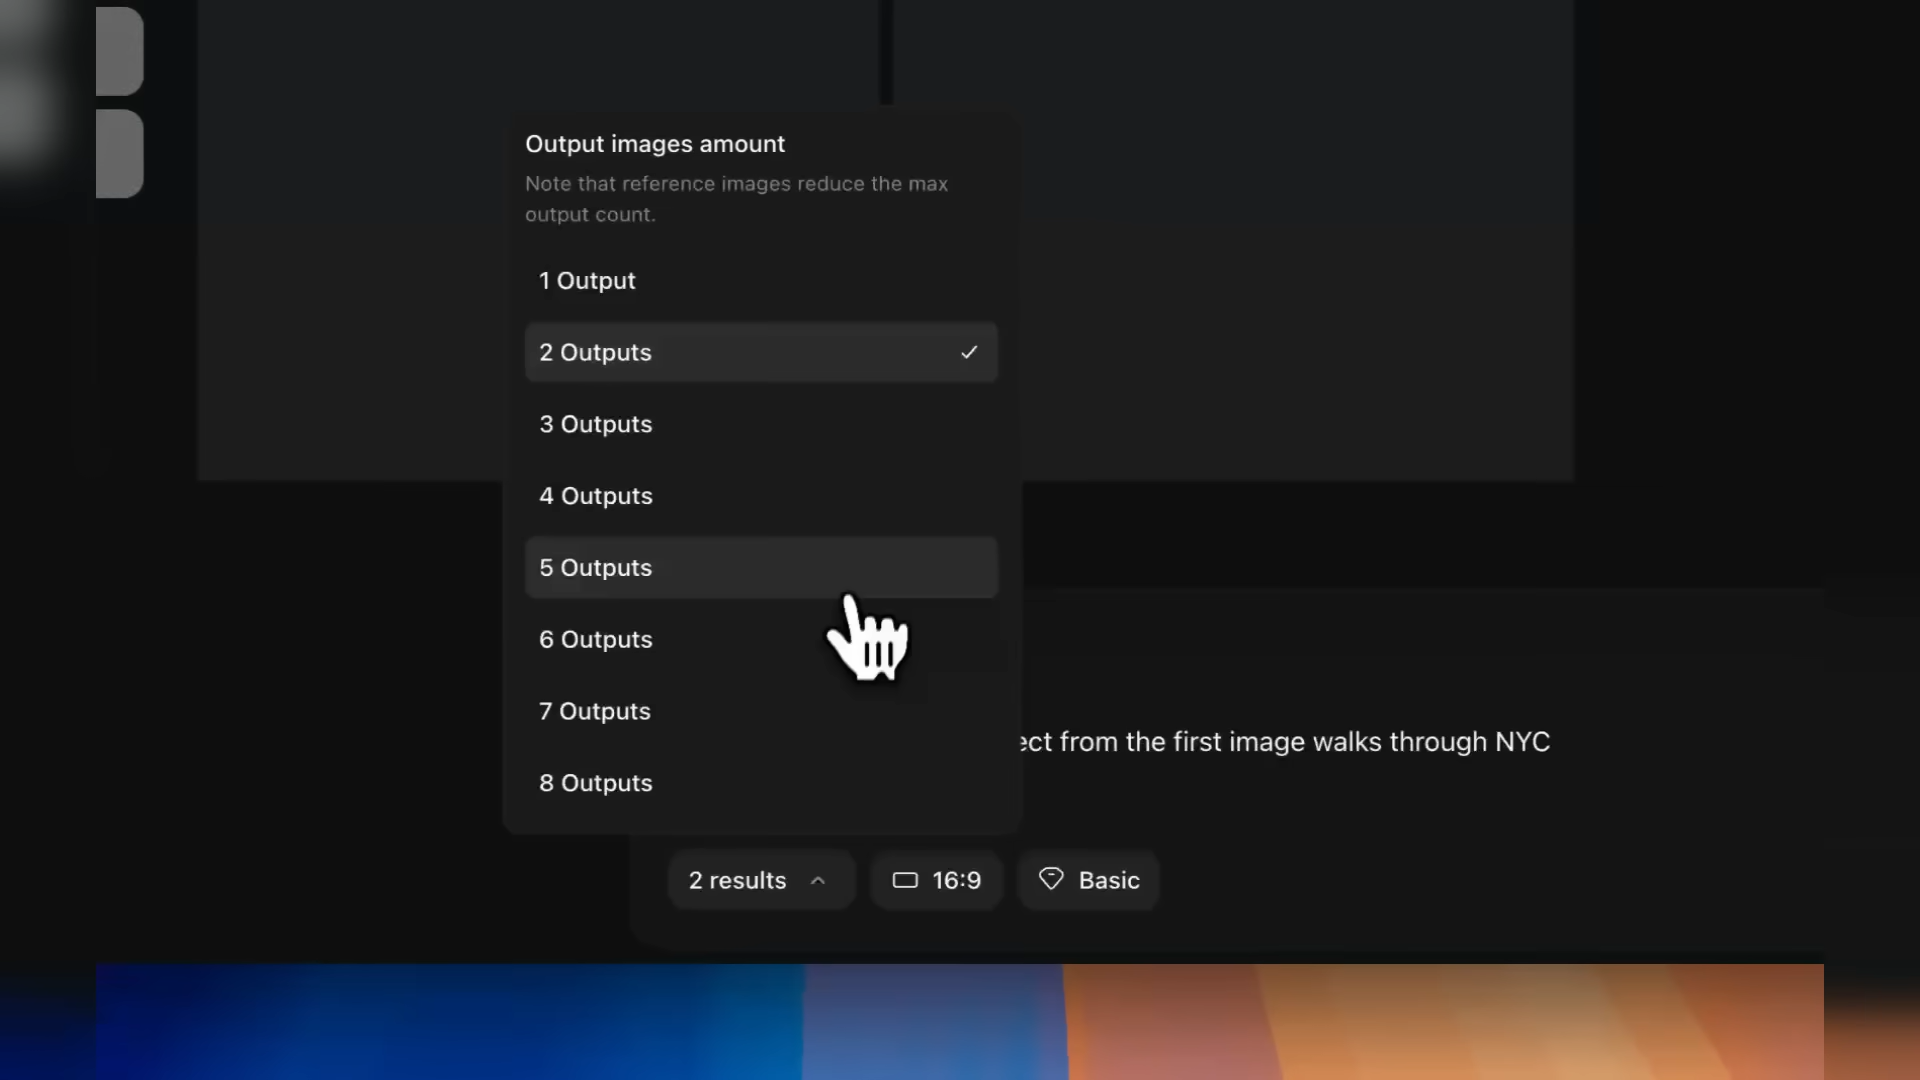 Output images amount
Note that reference images reduce the max
output count.
1 Output
2 Outputs
3 Outputs
4 Outputs
5 Outputs
6 Outputs
7 Outputs
8 Outputs
from the first image walks through NYC
2 results
16:9
Basic